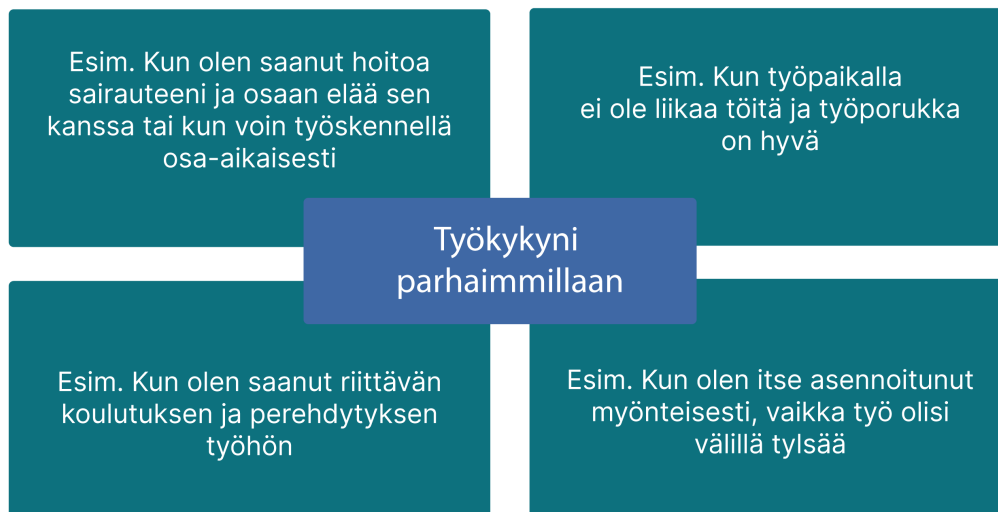 Esim. Kun olen saanut hoitoa
sairauteeni ja osaan elää sen
kanssa tai kun voin työskennellä
osa-aikaisesti
Esim. Kun työpaikalla
ei ole liikaa töitä ja työporukka
on hyvä
Työkykyni
parhaimmillaan
Esim. Kun olen saanut riittävän
koulutuksen ja perehdytyksen
työhön
Esim. Kun olen itse asennoitunut
myönteisesti, vaikka työ olisi
välillä tylsää